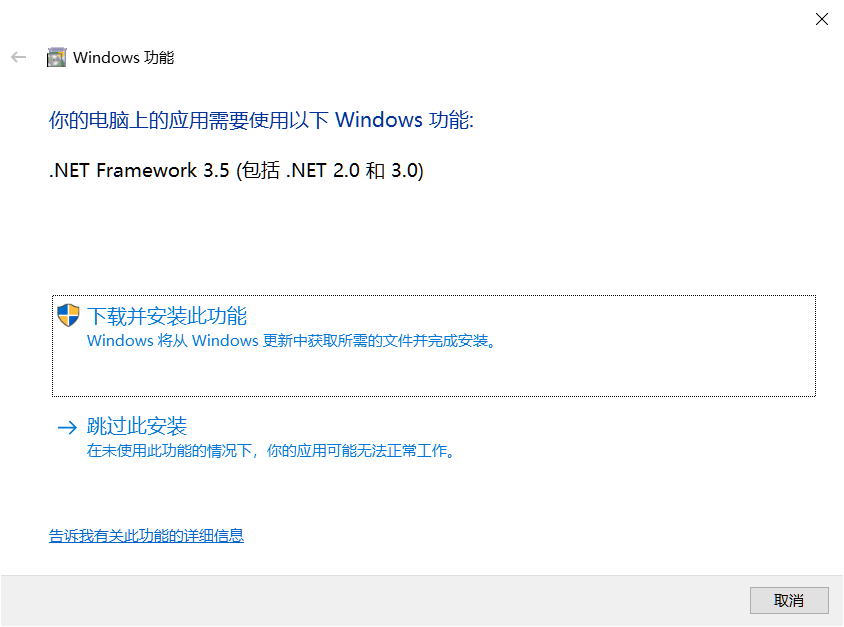 Windows 功能
你的电脑上的应用需要使用以下 Windows 功能:
.NET Framework 3.5 (包括 .NET 2.0 和 3.0)
下载并安装此功能
Windows 将从 Windows 更新中获取所需的文件并完成安装。
跳过此安装
在未使用此功能的情况下，你的应用可能无法正常工作。
告诉我有关此功能的详细信息
取消